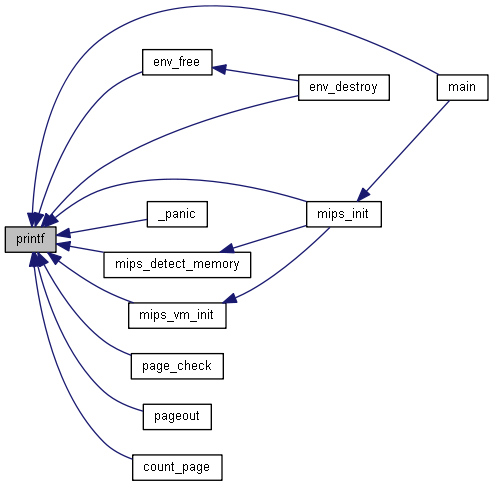 env_free
main
env_destroy
_panic
mips_init
printf
mips_detect_memory
mips_vm_init
page_check
pageout
count_page